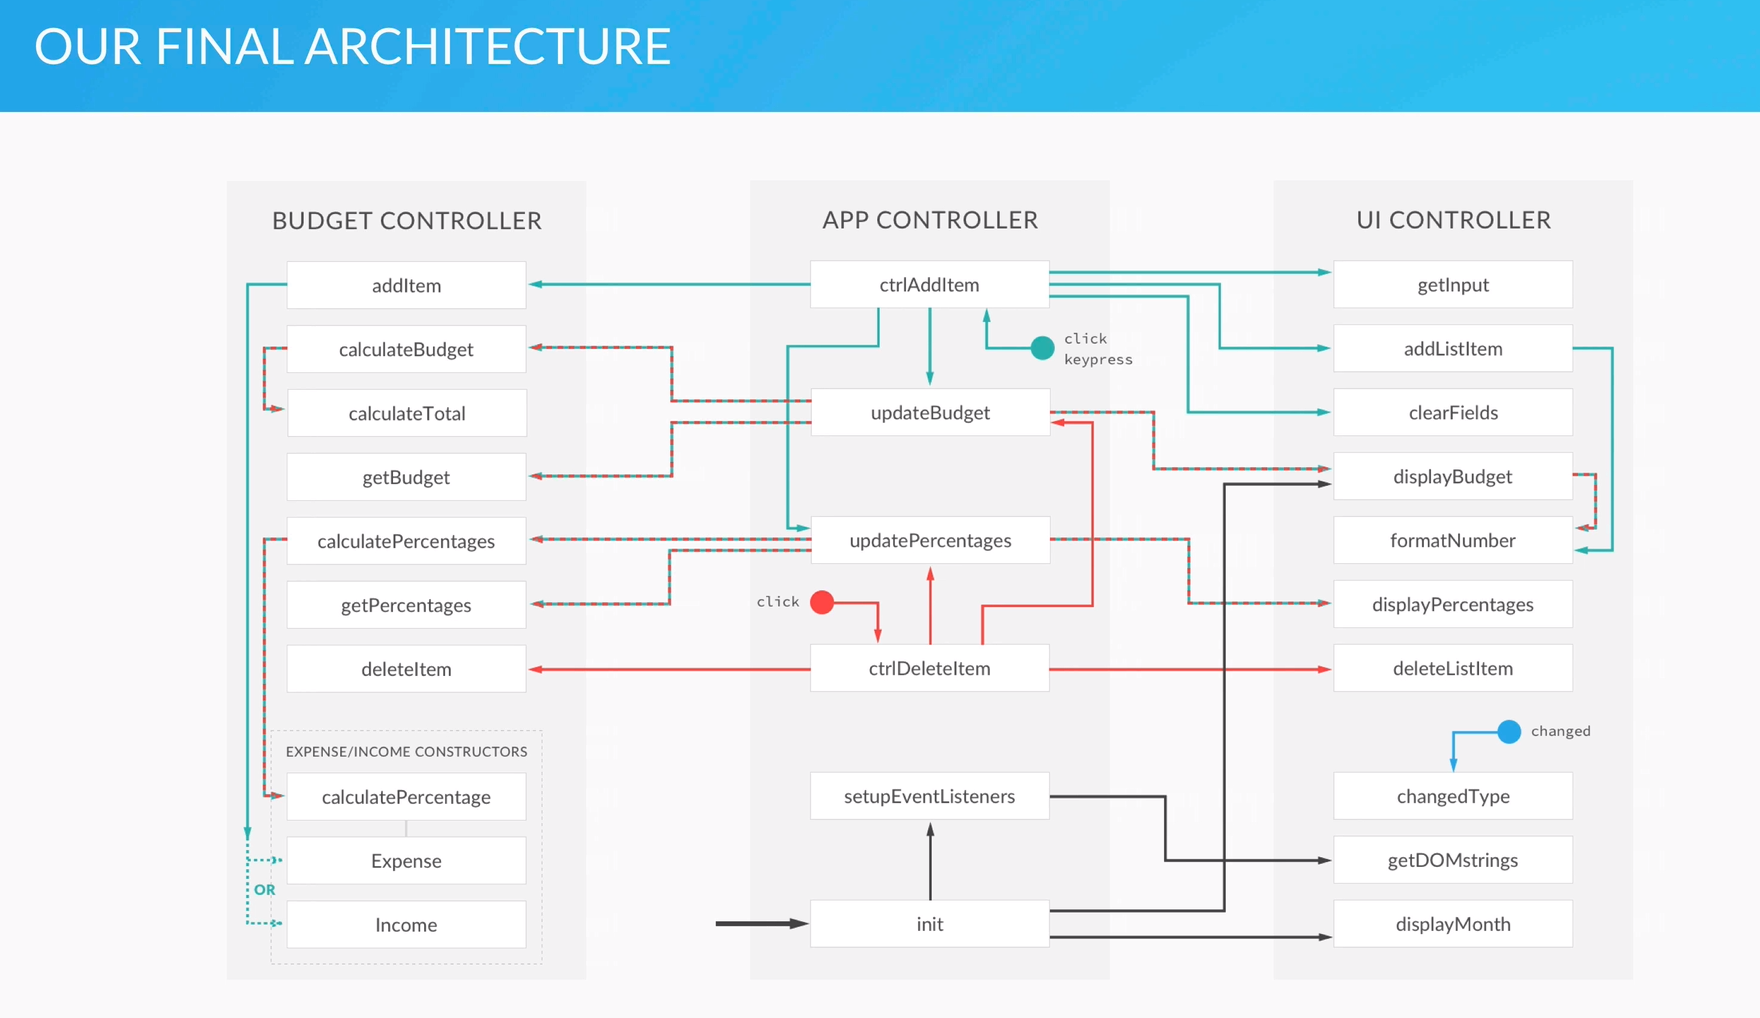 OUR FINAL ARCHITECTURE
BUDGET CONTROLLER
addItem
calculateBudget
calculateTotal
getBudget
calculatePercentages
getPercentages
deleteItem
EXPENSE/INCOME CONSTRUCTORS
calculatePercentage
Expense
OR
Income
APP CONTROLLER
ctrlAddItem
click
keypress
updateBudget
updatePercentages
click
ctrlDeleteItem
setupEventListeners
init
UI CONTROLLER
getInput
addListItem
clearFields
displayBudget
formatNumber
displayPercentages
deleteListItem
changed
changedType
getDOMstrings
displayMonth